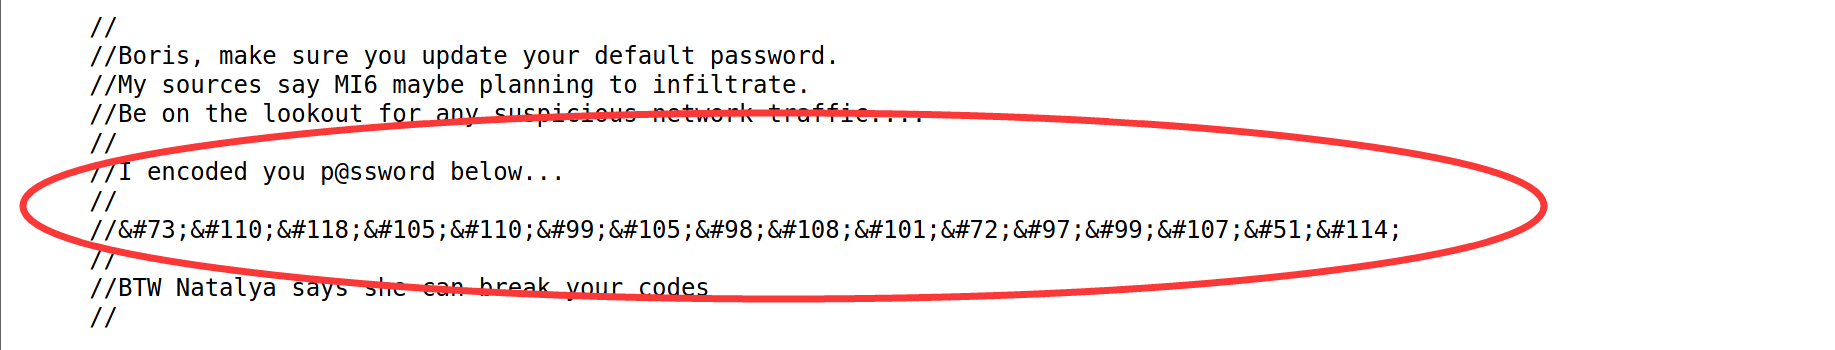 //
//Boris, make sure you update your default password.
//My sources say MI6 maybe planning to infiltrate.
//Be on the lookout for any suspicious network traffic....
//
//I encoded you p@ssword below...
//
//&#73;&#110;&#118;&#105;&#110;&#99;&#105;&#98;&#108;&#101;&#72;&#97;&#99;&#107;&#51;&#114;
//
//BTW Natalya says she can break your codes
//